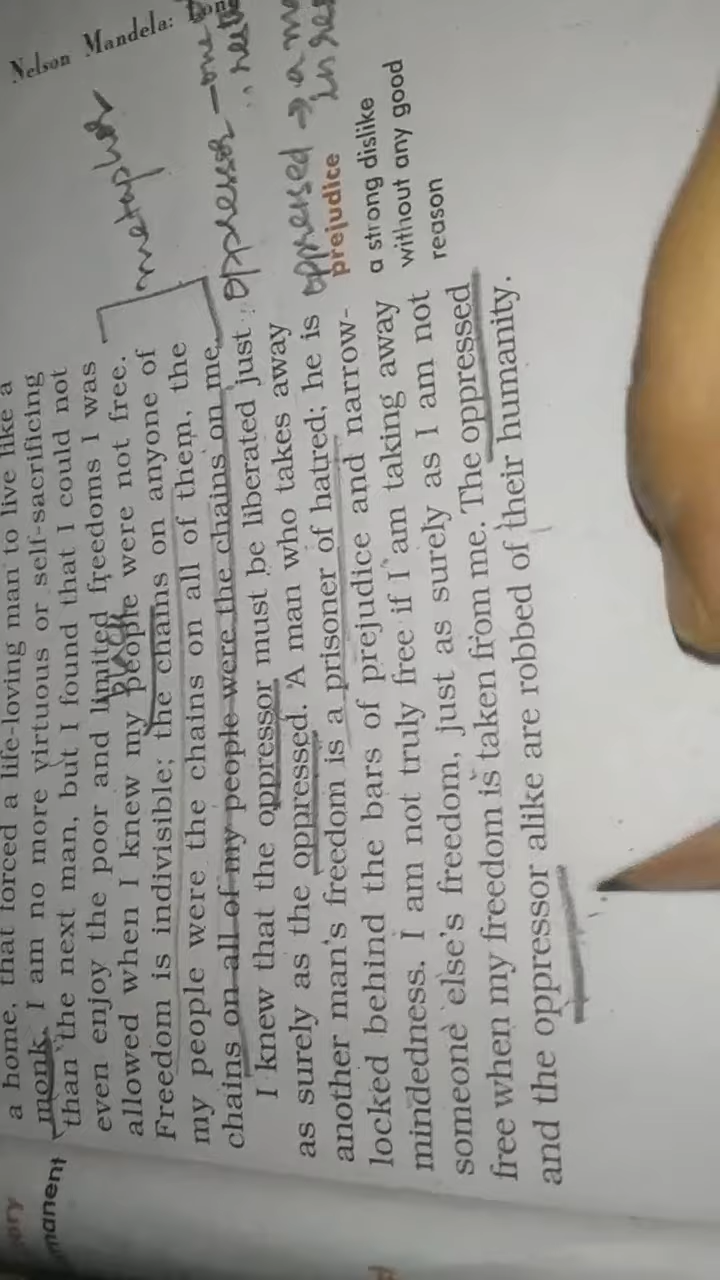 Nelson Mandela:
a home, that forced a life-loving man to live like a
monk. I am no more virtuous or self-sacrificing
than the next man, but I found that I could not
even enjoy the poor and limited freedoms I was
allowed when I knew my people were not free.
Black
Freedom is indivisible; the chains on anyone of
my people were the chains on all of them, the
chains on all of my people were the chains on me.
I knew that the oppressor must be liberated just
as surely as the oppressed. A man who takes away
another man's freedom is a prisoner of hatred; he is
locked behind the bars of prejudice and narrow-
mindedness. I am not truly free if I am taking away
someone else's freedom, just as surely as I am not
free when my freedom is taken from me. The oppressed
and the oppressor alike are robbed of their humanity.
metaphor
oppressor – one
oppressed → a
prejudice
a strong dislike
without any good
reason